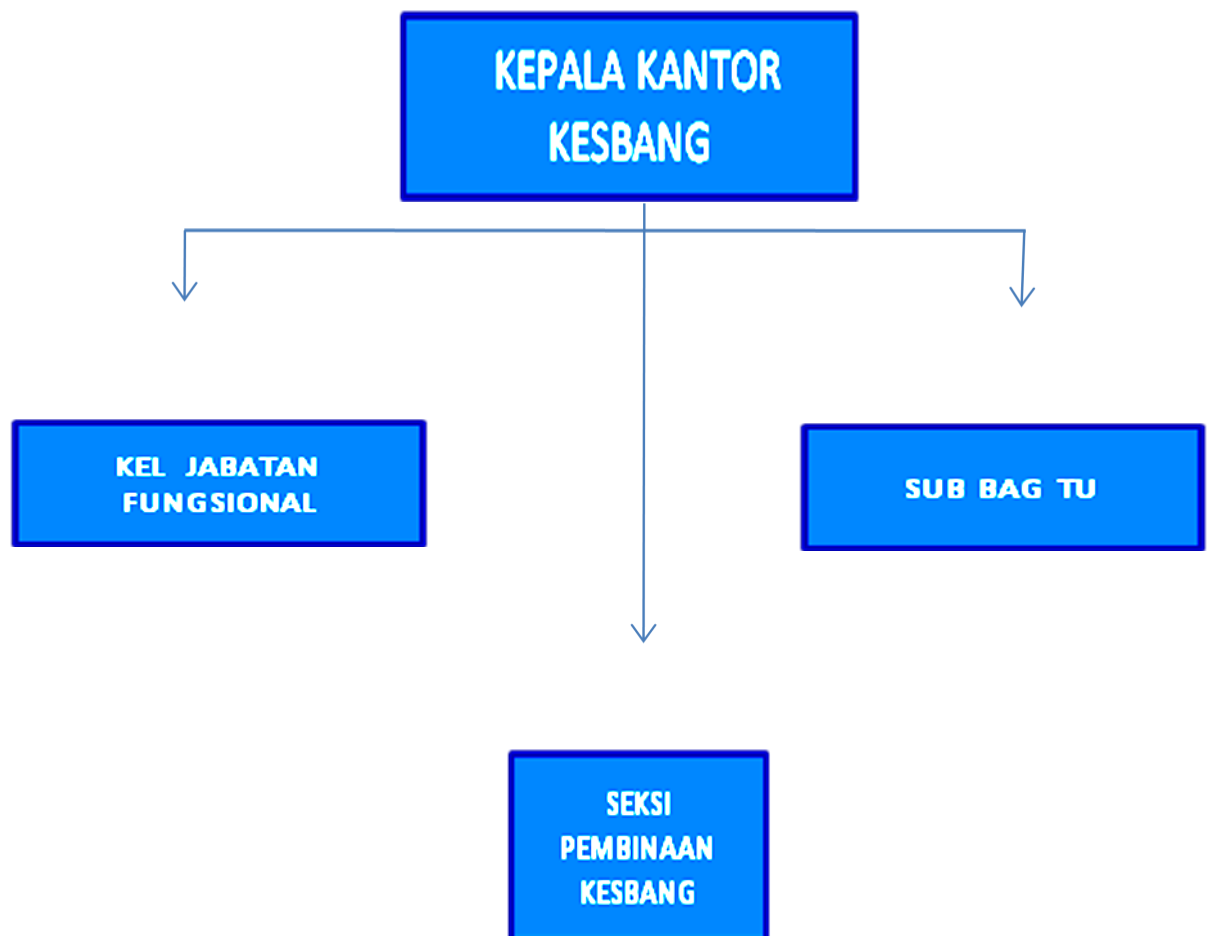 KEPALA KANTOR
KESBANG
KEL JABATAN
FUNGSIONAL
SUB BAG TU
SEKSI
PEMBINAAN
KESBANG